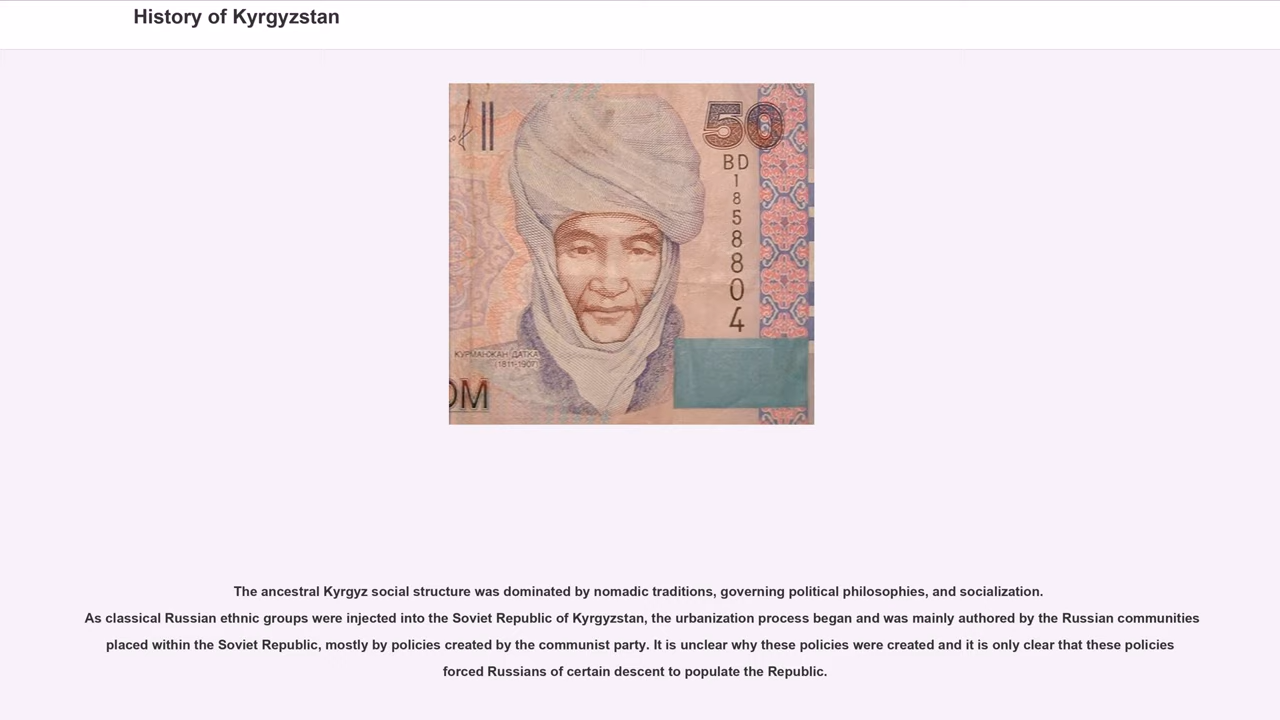 History of Kyrgyzstan
50
BD
1
8
5
8
8
0
4
КУРМАНЖАН ДАТКА
(1811-1907)
ОМ
The ancestral Kyrgyz social structure was dominated by nomadic traditions, governing political philosophies, and socialization.
As classical Russian ethnic groups were injected into the Soviet Republic of Kyrgyzstan, the urbanization process began and was mainly authored by the Russian communities
placed within the Soviet Republic, mostly by policies created by the communist party. It is unclear why these policies were created and it is only clear that these policies
forced Russians of certain descent to populate the Republic.